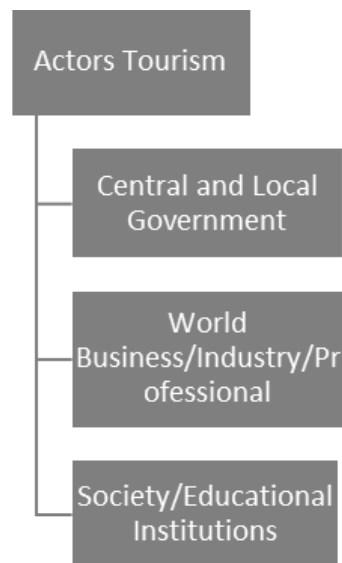 Actors Tourism
Central and Local
Government
World
Business/Industry/Pr
ofessional
Society/Educational
Institutions